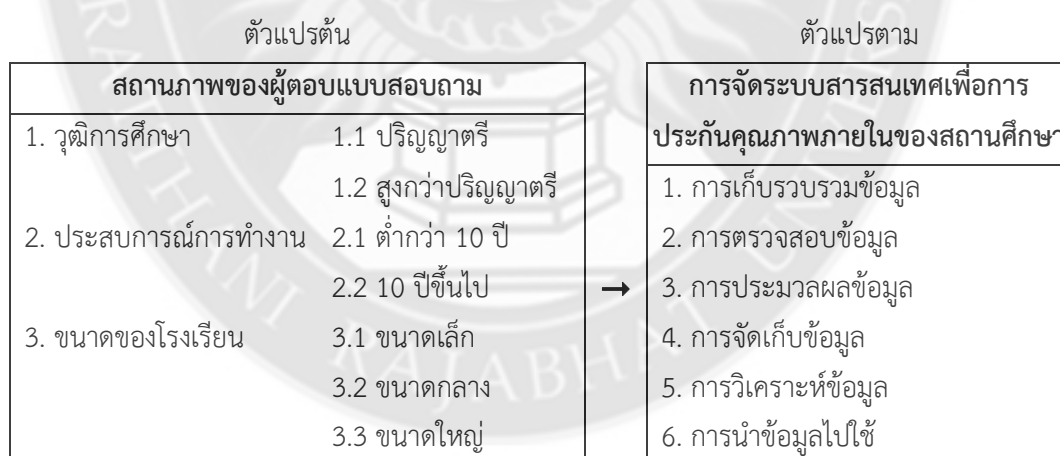 ตัวแปรต้น
สถานภาพของผู้ตอบแบบสอบถาม
1. วุฒิการศึกษา 1.1 ปริญญาตรี
1.2 สูงกว่าปริญญาตรี
2. ประสบการณ์การทำงาน 2.1 ต่ำกว่า 10 ปี
2.2 10 ปีขึ้นไป
3. ขนาดของโรงเรียน 3.1 ขนาดเล็ก
3.2 ขนาดกลาง
3.3 ขนาดใหญ่
→
ตัวแปรตาม
การจัดระบบสารสนเทศเพื่อการ
ประกันคุณภาพภายในของสถานศึกษา
1. การเก็บรวบรวมข้อมูล
2. การตรวจสอบข้อมูล
3. การประมวลผลข้อมูล
4. การจัดเก็บข้อมูล
5. การวิเคราะห์ข้อมูล
6. การนำข้อมูลไปใช้